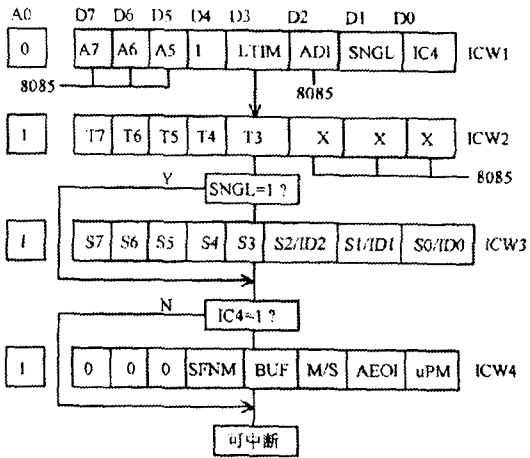 A0 D7 D6 D5 D4 D3 D2 D1 D0
0 A7 A6 A5 1 LTIM ADI SNGL IC4 ICW1
8085 8085
1 T7 T6 T5 T4 T3 X X X ICW2
8085
Y SNGL=1 ?
1 S7 S6 S5 S4 S3 S2/ID2 S1/ID1 S0/ID0 ICW3
N IC4=1 ?
1 0 0 0 SFNM BUF M/S AEOI uPM ICW4
可中断